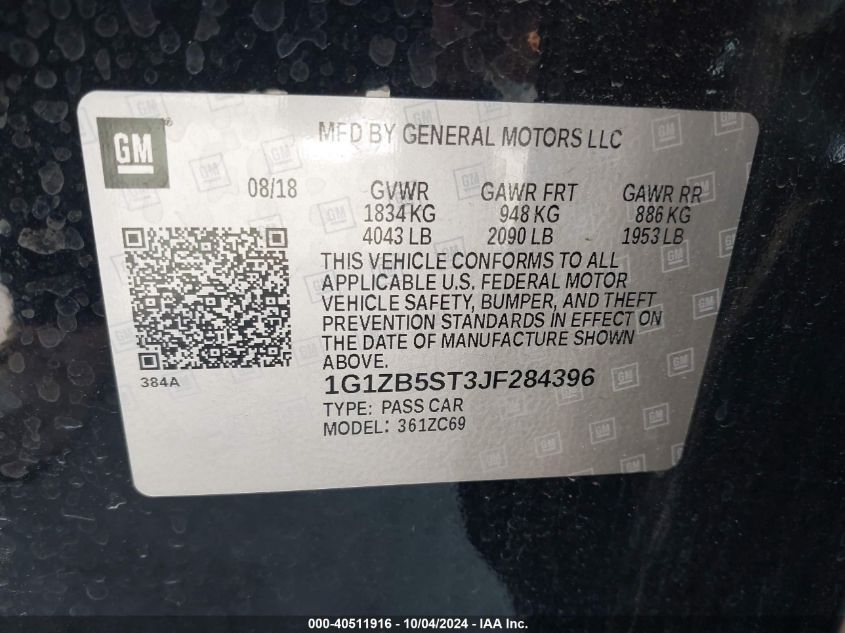 GM
MFD BY GENERAL MOTORS LLC
08/18 GVWR GAWR FRT GAWR RR
1834 KG 948 KG 886 KG
4043 LB 2090 LB 1953 LB
THIS VEHICLE CONFORMS TO ALL
APPLICABLE U.S. FEDERAL MOTOR
VEHICLE SAFETY, BUMPER, AND THEFT
PREVENTION STANDARDS IN EFFECT ON
THE DATE OF MANUFACTURE SHOWN
ABOVE.
384A
1G1ZB5ST3JF284396
TYPE: PASS CAR
MODEL: 361ZC69
000-40511916 - 10/04/2024 - IAA Inc.